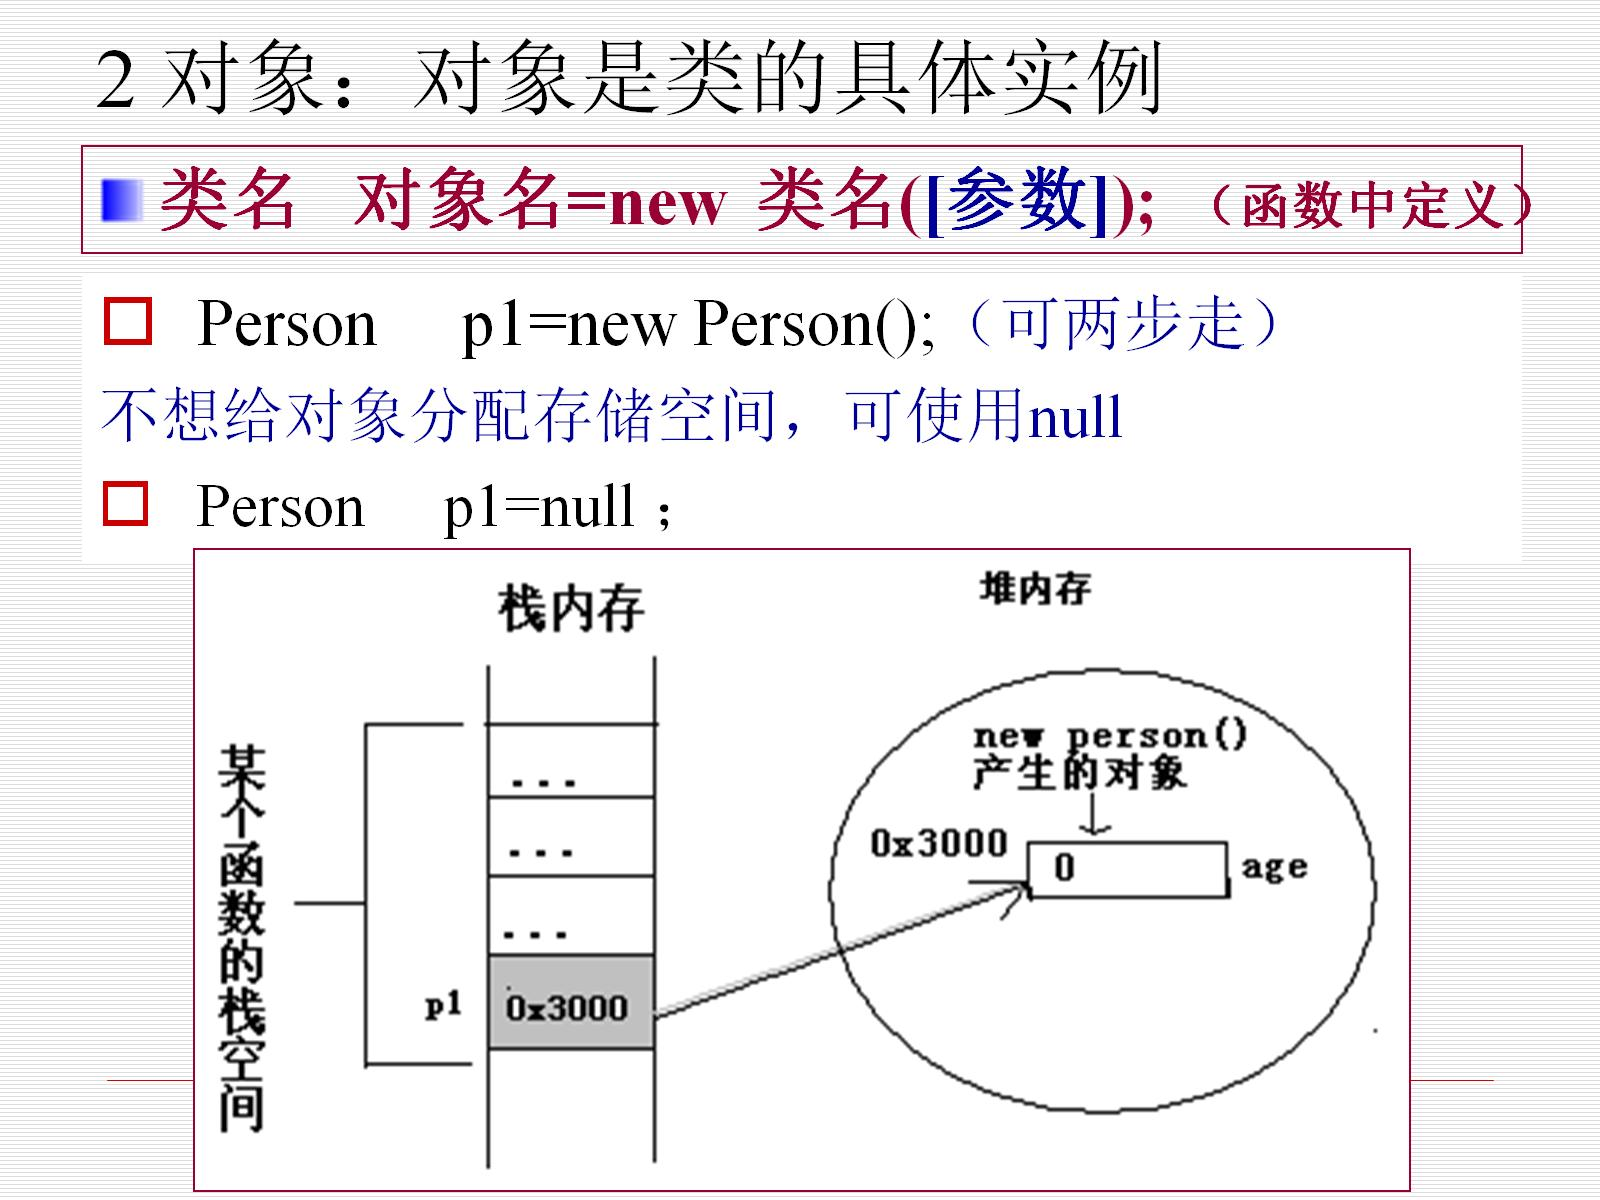 2 对象：对象是类的具体实例
类名 对象名=new 类名([参数]);（函数中定义）
Person p1=new Person();（可两步走）
不想给对象分配存储空间，可使用null
Person p1=null；
栈内存
堆内存
new person()
产生的对象
0x3000
0
age
...
...
...
p1
0x3000
某个函数的栈空间